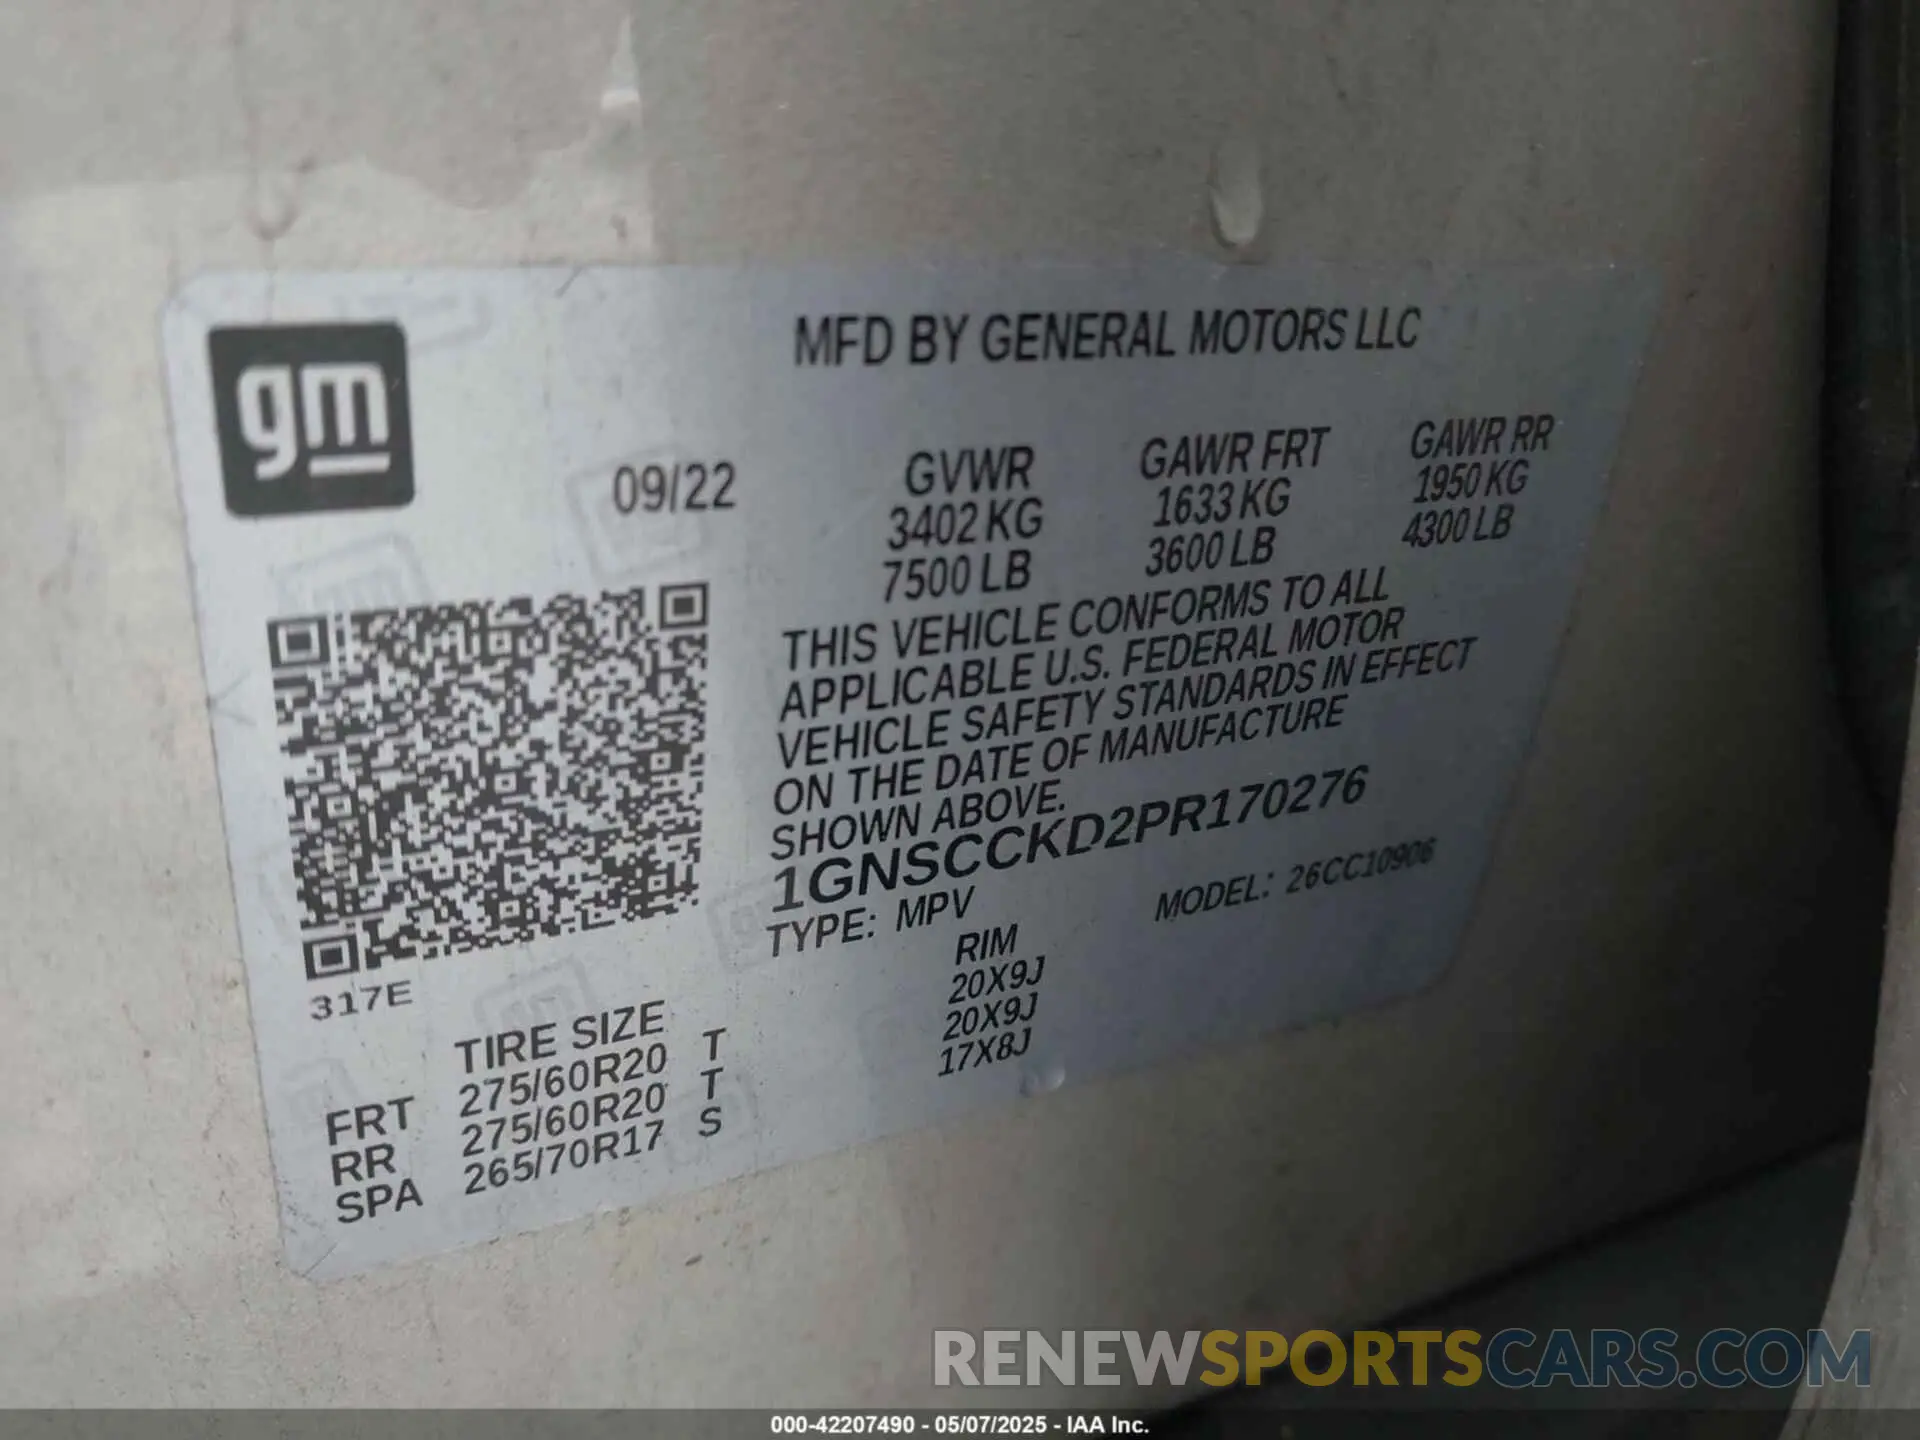 gm
MFD BY GENERAL MOTORS LLC
09/22 GVWR GAWR FRT GAWR RR
3402 KG 1633 KG 1950 KG
7500 LB 3600 LB 4300 LB
THIS VEHICLE CONFORMS TO ALL
APPLICABLE U.S. FEDERAL MOTOR
VEHICLE SAFETY STANDARDS IN EFFECT
ON THE DATE OF MANUFACTURE
SHOWN ABOVE.
1GNSCCKD2PR170276
TYPE: MPV MODEL: 26CC10906
317E
TIRE SIZE RIM
FRT 275/60R20 T 20X9J
RR 275/60R20 T 20X9J
SPA 265/70R17 S 17X8J
RENEWSPORTSCARS.COM
000-42207490 - 05/07/2025 - IAA Inc.